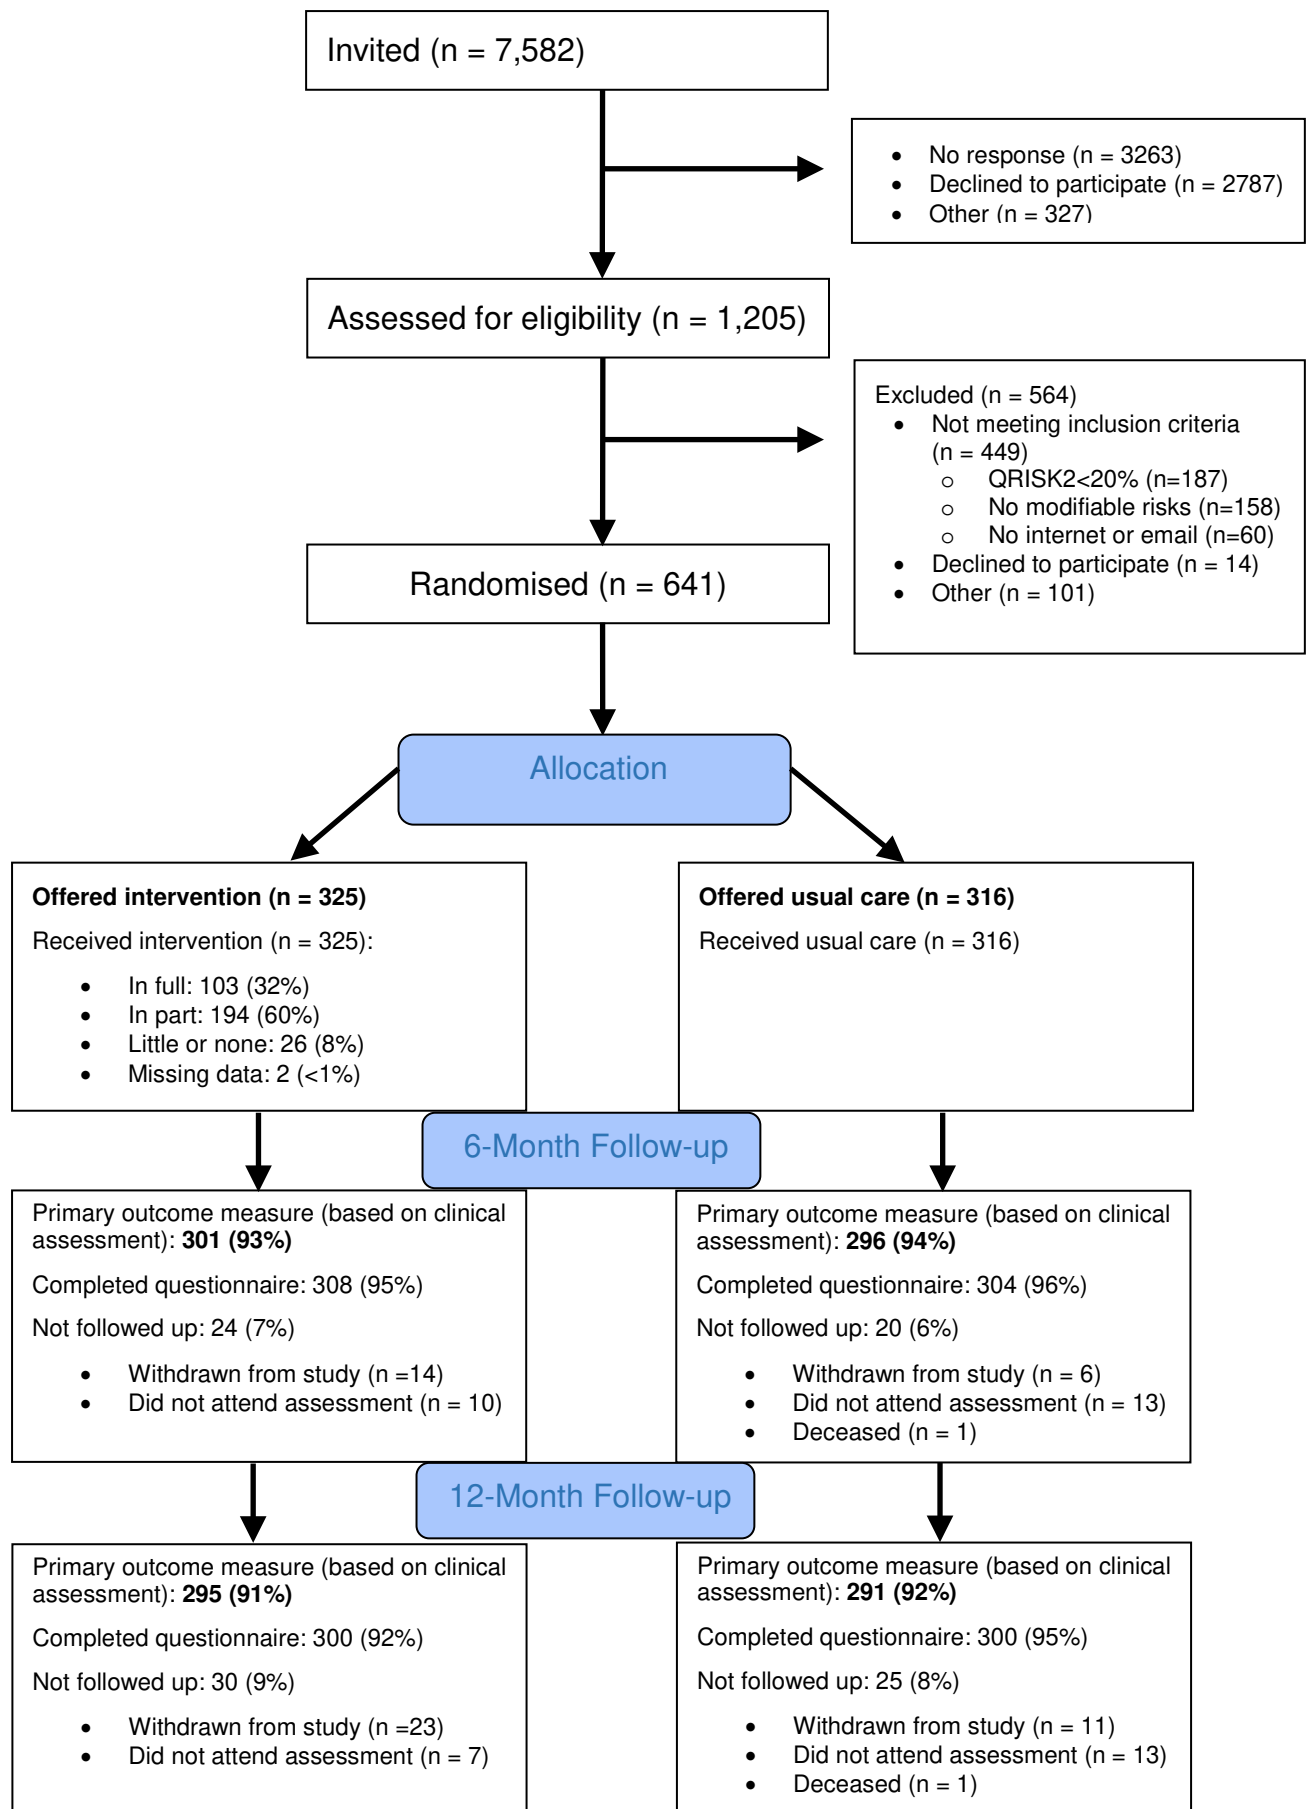 Invited (n = 7,582)
• No response (n = 3263)
• Declined to participate (n = 2787)
• Other (n = 327)
Assessed for eligibility (n = 1,205)
Excluded (n = 564)
• Not meeting inclusion criteria
(n = 449)
o QRISK2<20% (n=187)
o No modifiable risks (n=158)
o No internet or email (n=60)
• Declined to participate (n = 14)
• Other (n = 101)
Randomised (n = 641)
Allocation
Offered intervention (n = 325)
Received intervention (n = 325):
• In full: 103 (32%)
• In part: 194 (60%)
• Little or none: 26 (8%)
• Missing data: 2 (<1%)
Offered usual care (n = 316)
Received usual care (n = 316)
6-Month Follow-up
Primary outcome measure (based on clinical
assessment): 301 (93%)
Completed questionnaire: 308 (95%)
Not followed up: 24 (7%)
• Withdrawn from study (n =14)
• Did not attend assessment (n = 10)
Primary outcome measure (based on clinical
assessment): 296 (94%)
Completed questionnaire: 304 (96%)
Not followed up: 20 (6%)
• Withdrawn from study (n = 6)
• Did not attend assessment (n = 13)
• Deceased (n = 1)
12-Month Follow-up
Primary outcome measure (based on clinical
assessment): 295 (91%)
Completed questionnaire: 300 (92%)
Not followed up: 30 (9%)
• Withdrawn from study (n =23)
• Did not attend assessment (n = 7)
Primary outcome measure (based on clinical
assessment): 291 (92%)
Completed questionnaire: 300 (95%)
Not followed up: 25 (8%)
• Withdrawn from study (n = 11)
• Did not attend assessment (n = 13)
• Deceased (n = 1)